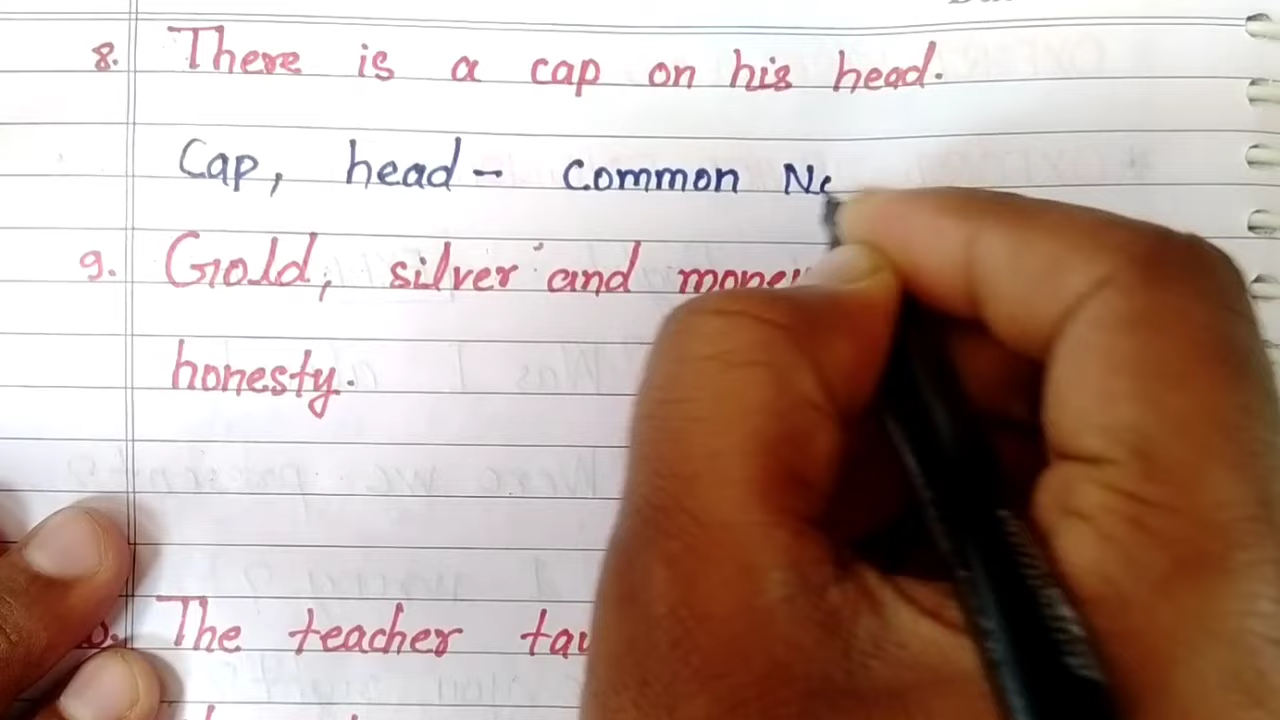 8. There is a cap on his head.
Cap, head - Common
9. Gold, silver and
honesty.
The teacher